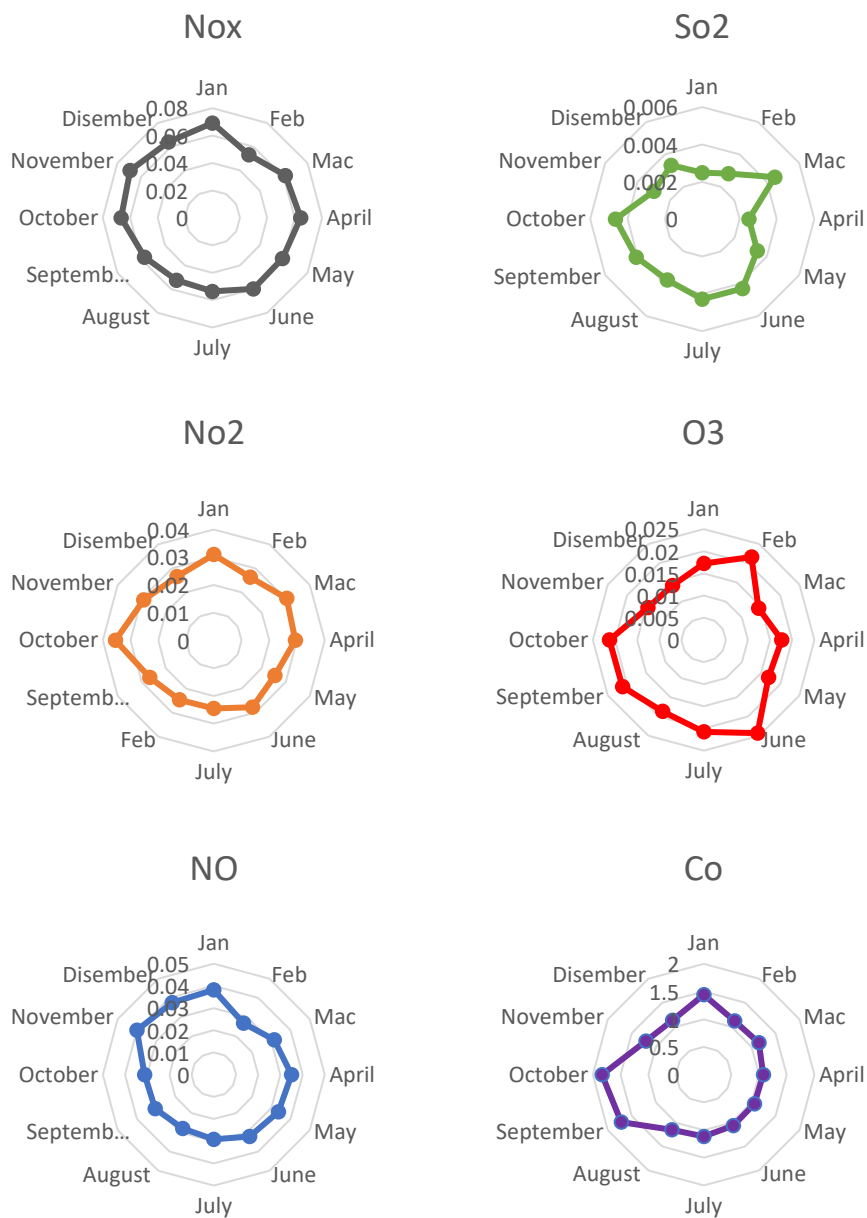 Nox
Jan
Feb
Mac
April
May
June
July
August
Septemb...
October
November
Disember
0.08
0.06
0.04
0.02
0
So2
Jan
Feb
Mac
April
May
June
July
August
September
October
November
Disember
0.006
0.004
0.002
0
No2
Jan
Feb
Mac
April
May
June
July
Feb
Septemb...
October
November
Disember
0.04
0.03
0.02
0.01
0
O3
Jan
Feb
Mac
April
May
June
July
August
September
October
November
Disember
0.025
0.02
0.015
0.01
0.005
0
NO
Jan
Feb
Mac
April
May
June
July
August
Septemb...
October
November
Disember
0.05
0.04
0.03
0.02
0.01
0
Co
Jan
Feb
Mac
April
May
June
July
August
September
October
November
Disember
2
1.5
1
0.5
0